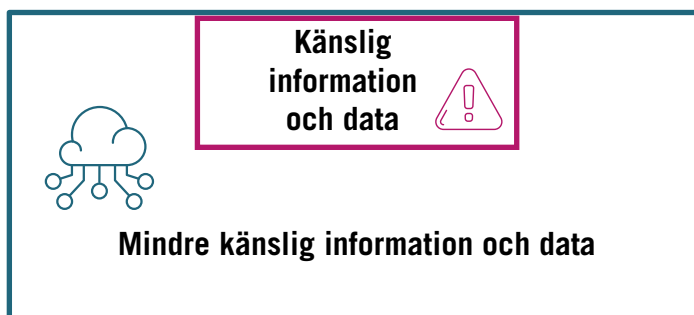 Känslig
information
och data
Mindre känslig information och data